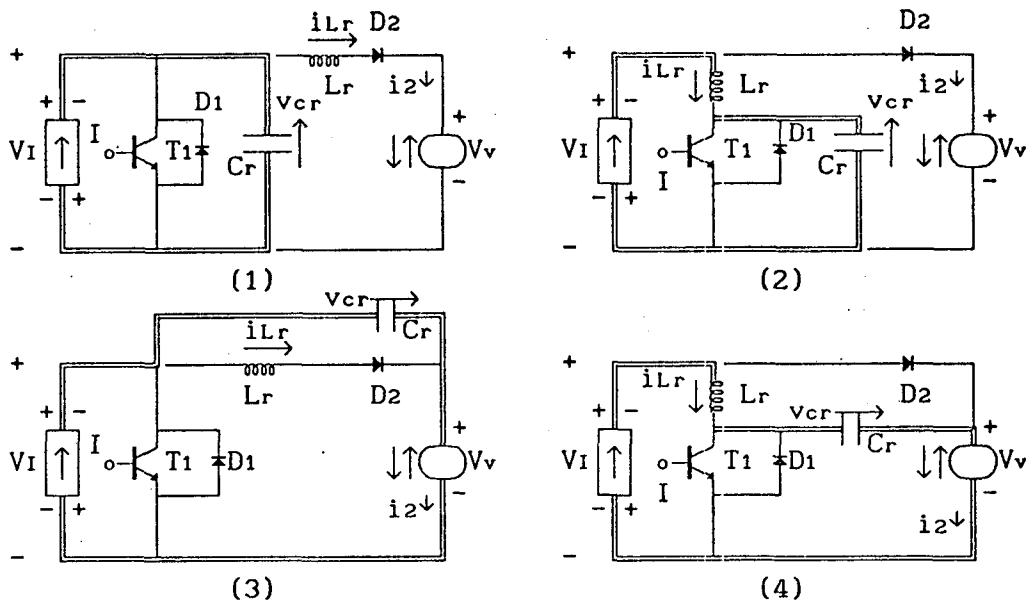 + iLr D2
Lr i2
+ - D1 vcr +
VI I T1 Cr Vv
- + -
-
(1)
+ D2
iLr Lr i2
+ - vcr +
VI T1 D1 Cr Vv
- + I -
-
(2)
vcr
Cr
+ iLr
Lr D2
+ - +
VI I T1 D1 Vv
- + i2 -
-
(3)
+ D2
iLr Lr
+ - vcr +
Cr
VI T1 D1 Vv
- + I i2 -
-
(4)